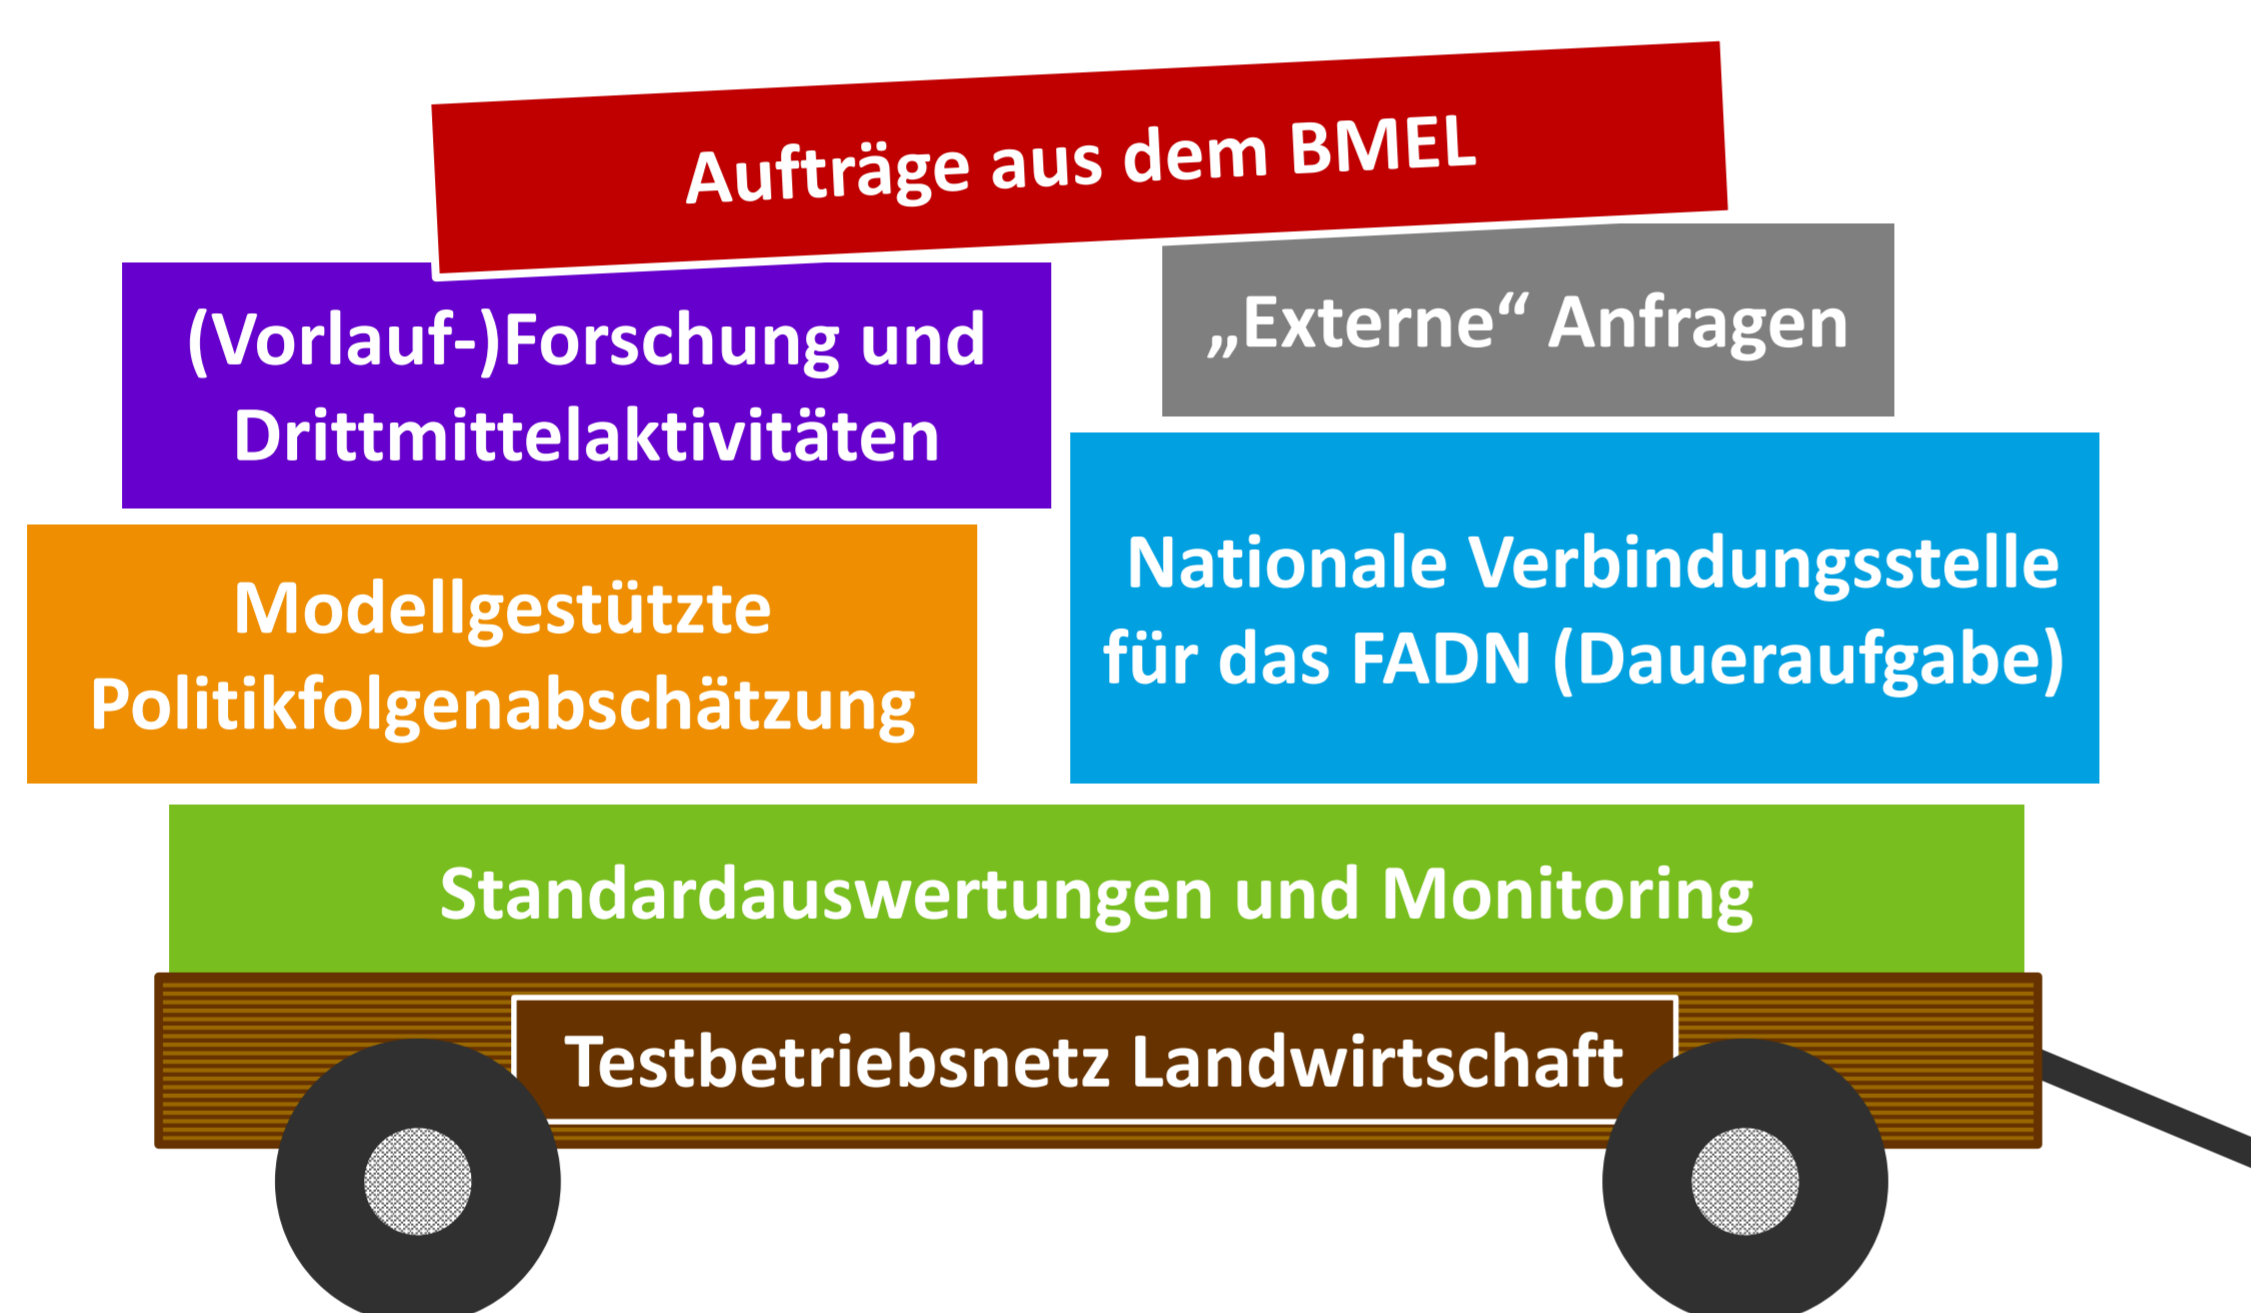 Aufträge aus dem BMEL
(Vorlauf-)Forschung und
Drittmittelaktivitäten
„Externe“ Anfragen
Modellgestützte
Politikfolgenabschätzung
Nationale Verbindungsstelle
für das FADN (Daueraufgabe)
Standardauswertungen und Monitoring
Testbetriebsnetz Landwirtschaft